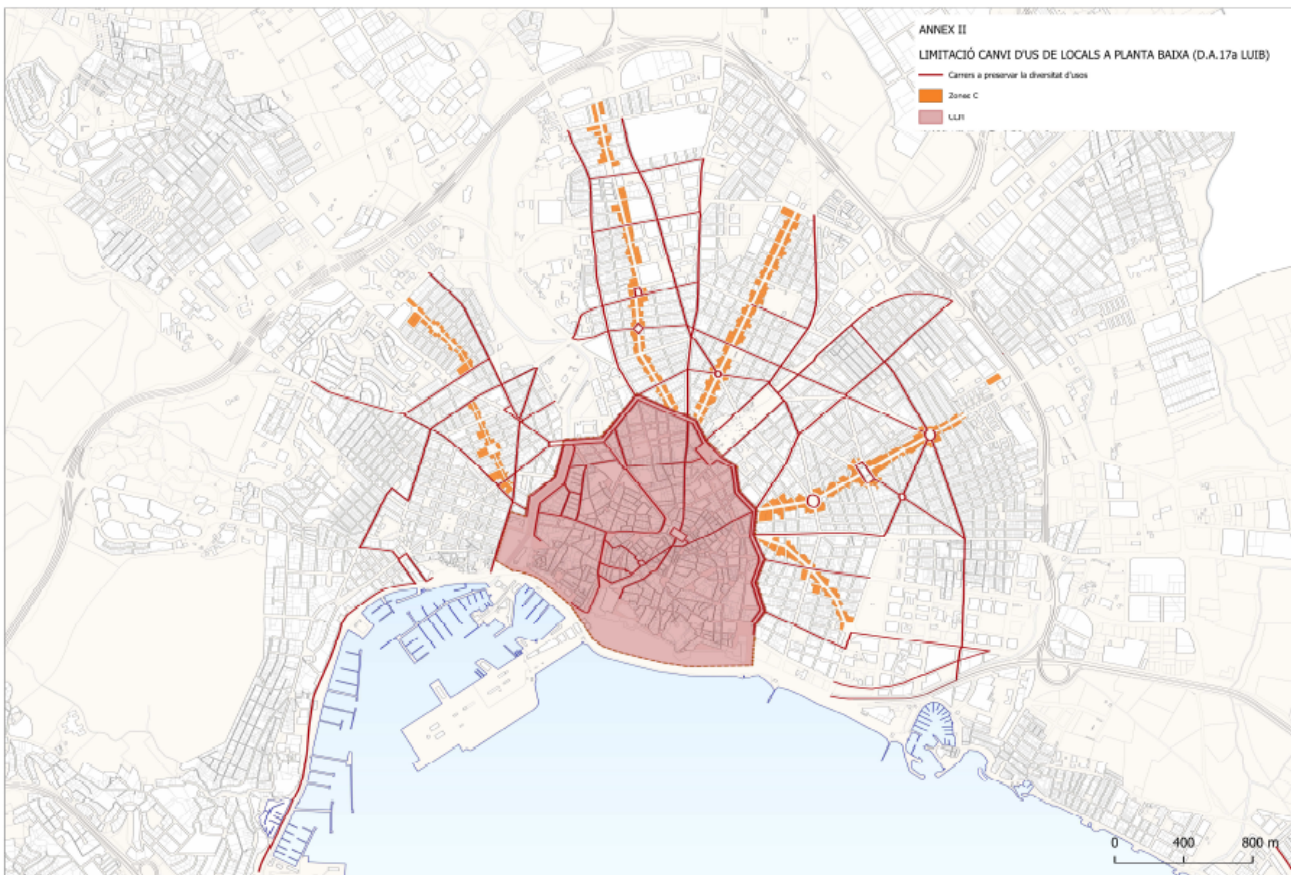 ANNEX II
LIMITACIÓ CANVI D'US DE LOCALS A PLANTA BAIXA (D.A.17a LUIB)
Carrers a preservar la diversitat d'usos
Zones C
0 400 800 m